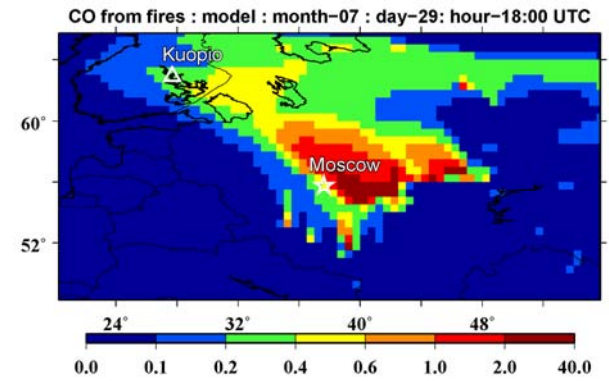 CO from fires : model : month−07 : day−29: hour−18:00 UTC
Kuopio
60°
Moscow
52°
24° 32° 40° 48°
0.0 0.1 0.2 0.4 0.6 1.0 2.0 40.0